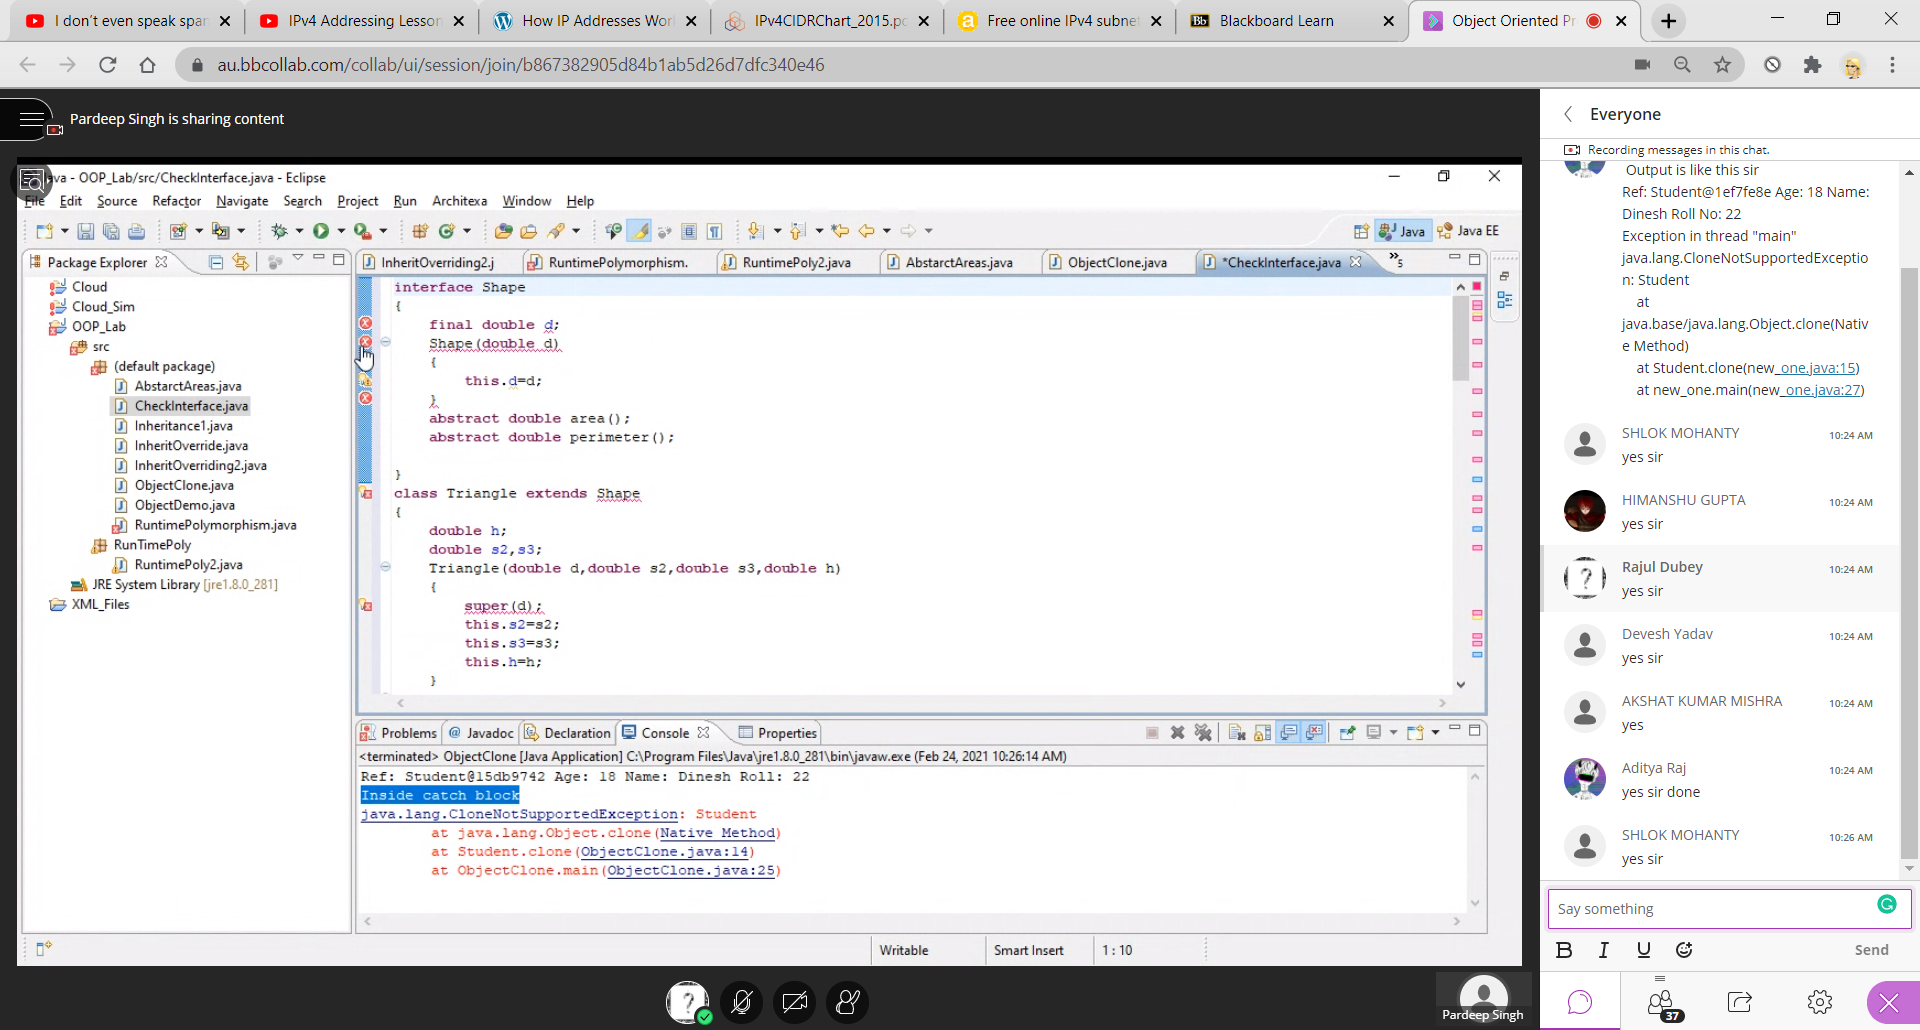 I don't even speak spa
IPv4 Addressing Lesson
How IP Addresses Wor
IPv4CIDRChart_2015.p
Free online IPv4 subne
Blackboard Learn
Object Oriented Pr
au.bbcollab.com/collab/ui/session/join/b867382905d84b1ab5d26d7dfc340e46
Pardeep Singh is sharing content
ava - OOP_Lab/src/CheckInterface.java - Eclipse
File Edit Source Refactor Navigate Search Project Run Architexa Window Help
Java
Java EE
Package Explorer
Cloud
Cloud_Sim
OOP_Lab
src
(default package)
AbstarctAreas.java
CheckInterface.java
Inheritance1.java
InheritOverride.java
InheritOverriding2.java
ObjectClone.java
ObjectDemo.java
RuntimePolymorphism.java
RunTimePoly
RuntimePoly2.java
JRE System Library [jre1.8.0_281]
XML_Files
InheritOverriding2.j
RuntimePolymorphism.
RuntimePoly2.java
AbstarctAreas.java
ObjectClone.java
*CheckInterface.java
»5
interface Shape
{
final double d;
Shape(double d)
{
this.d=d;
}
abstract double area();
abstract double perimeter();
}
class Triangle extends Shape
{
double h;
double s2,s3;
Triangle(double d,double s2,double s3,double h)
{
super(d);
this.s2=s2;
this.s3=s3;
this.h=h;
}
Problems @ Javadoc Declaration Console Properties
<terminated> ObjectClone [Java Application] C:\Program Files\Java\jre1.8.0_281\bin\javaw.exe (Feb 24, 2021 10:26:14 AM)
Ref: Student@15db9742 Age: 18 Name: Dinesh Roll: 22
Inside catch block
java.lang.CloneNotSupportedException: Student
at java.lang.Object.clone(Native Method)
at Student.clone(ObjectClone.java:14)
at ObjectClone.main(ObjectClone.java:25)
Writable
Smart Insert
1 : 10
Pardeep Singh
Everyone
Recording messages in this chat.
Output is like this sir
Ref: Student@1ef7fe8e Age: 18 Name:
Dinesh Roll No: 22
Exception in thread "main"
java.lang.CloneNotSupportedExceptio
n: Student
at
java.base/java.lang.Object.clone(Nativ
e Method)
at Student.clone(new_one.java:15)
at new_one.main(new_one.java:27)
SHLOK MOHANTY 10:24 AM
yes sir
HIMANSHU GUPTA 10:24 AM
yes sir
Rajul Dubey 10:24 AM
yes sir
Devesh Yadav 10:24 AM
yes sir
AKSHAT KUMAR MISHRA 10:24 AM
yes
Aditya Raj 10:24 AM
yes sir done
SHLOK MOHANTY 10:26 AM
yes sir
Say something
B I U
Send
37